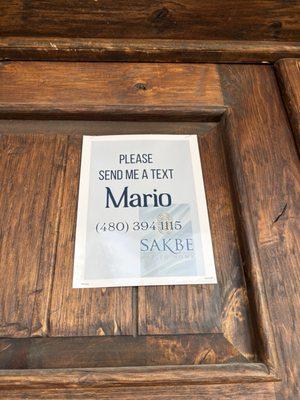 PLEASE
SEND ME A TEXT
Mario
(480) 394 1115
SAKBE